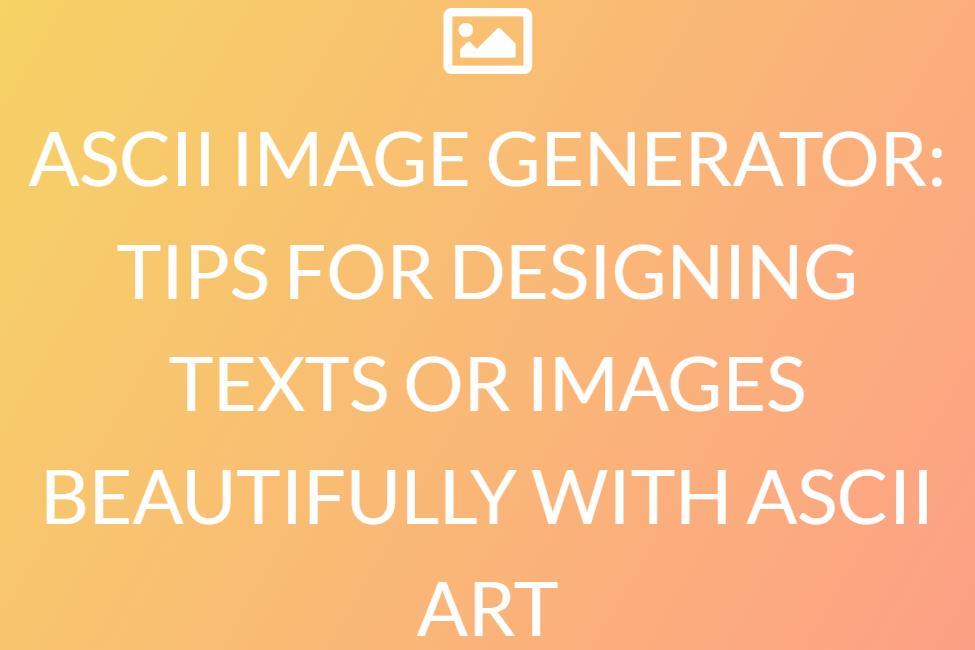 ASCII IMAGE GENERATOR:
TIPS FOR DESIGNING
TEXTS OR IMAGES
BEAUTIFULLY WITH ASCII
ART